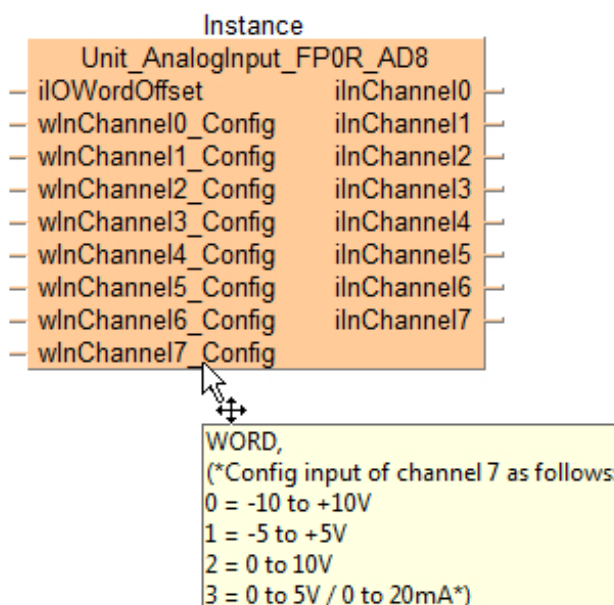 Instance
Unit_AnalogInput_FP0R_AD8
iIOWordOffset iInChannel0
wInChannel0_Config iInChannel1
wInChannel1_Config iInChannel2
wInChannel2_Config iInChannel3
wInChannel3_Config iInChannel4
wInChannel4_Config iInChannel5
wInChannel5_Config iInChannel6
wInChannel6_Config iInChannel7
wInChannel7_Config
WORD,
(*Config input of channel 7 as follows:
0 = -10 to +10V
1 = -5 to +5V
2 = 0 to 10V
3 = 0 to 5V / 0 to 20mA*)